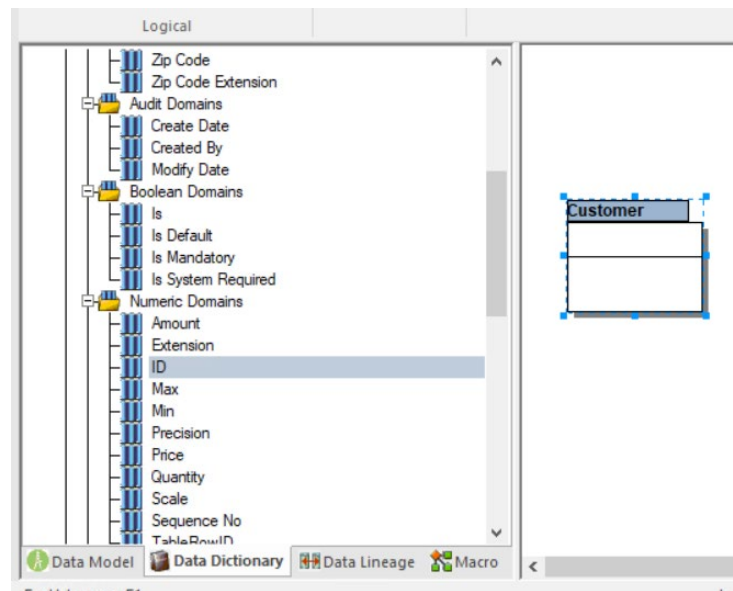 Logical
Zip Code
Zip Code Extension
Audit Domains
Create Date
Created By
Modify Date
Boolean Domains
Is
Is Default
Is Mandatory
Is System Required
Numeric Domains
Amount
Extension
ID
Max
Min
Precision
Price
Quantity
Scale
Sequence No
TableRowID
Data Model Data Dictionary Data Lineage Macro
Customer